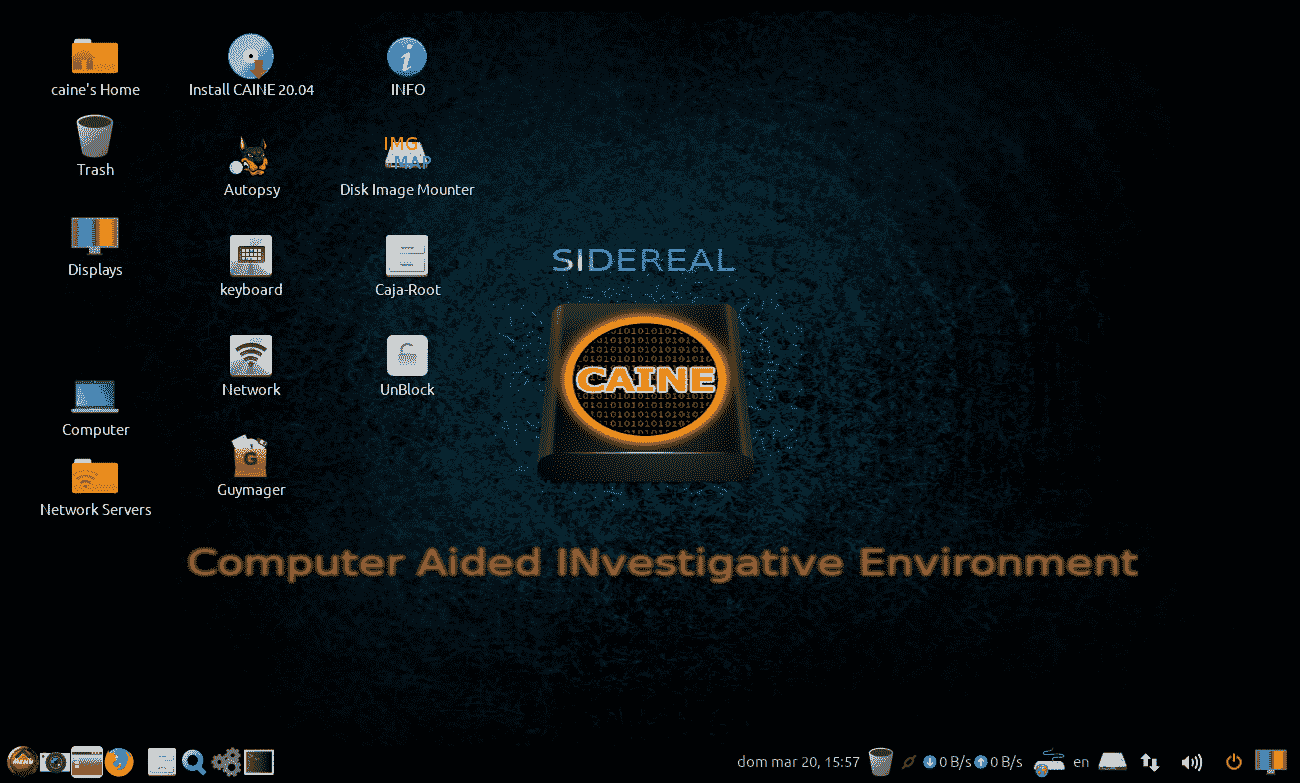 caine's Home
Install CAINE 20.04
INFO
Trash
IMG
MAP
Autopsy
Disk Image Mounter
Displays
keyboard
Caja-Root
SIDEREAL
CAINE
Network
UnBlock
Computer
G
Guymager
Network Servers
Computer Aided INvestigative Environment
MENU
dom mar 20, 15:57
0 B/s
0 B/s
en